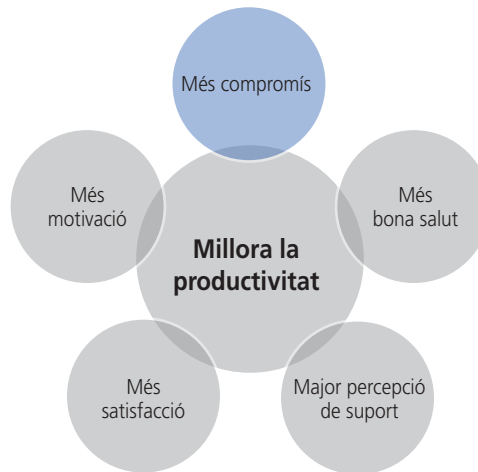 Més compromís
Més
motivació
Més
bona salut
Millora la
productivitat
Més
satisfacció
Major percepció
de suport